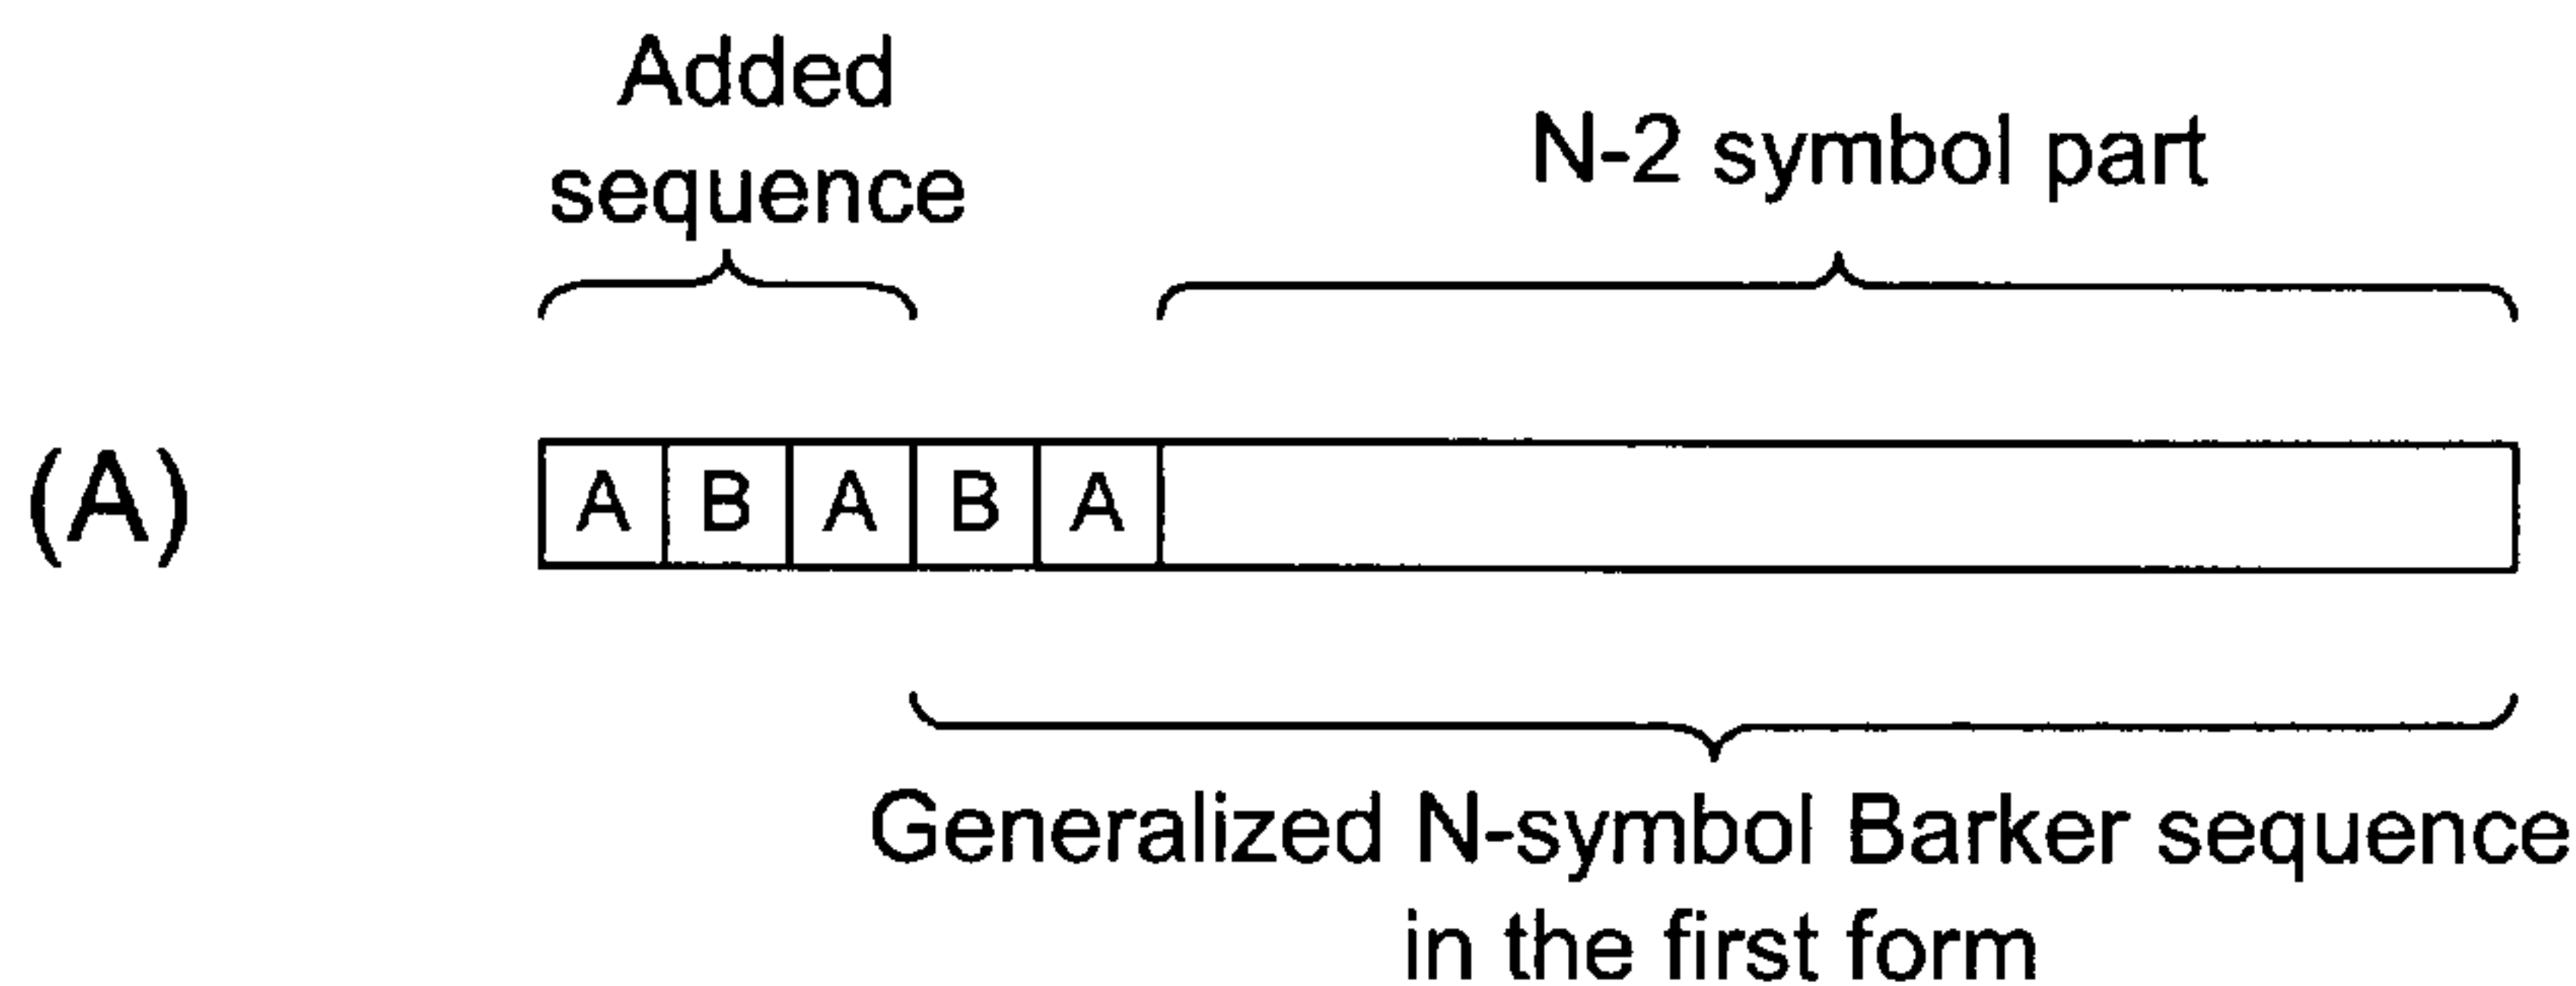 Added
sequence
N-2 symbol part
(A)
A B A B A
Generalized N-symbol Barker sequence
in the first form